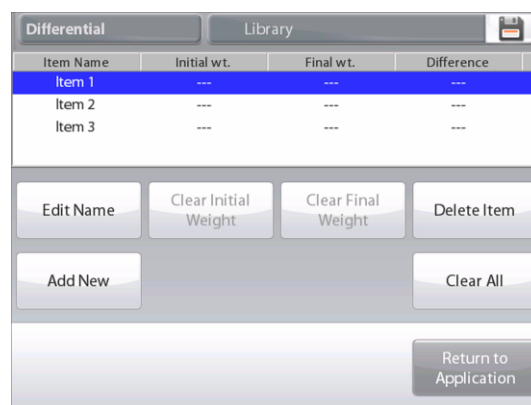 Differential Library
Item Name Initial wt. Final wt. Difference
Item 1 --- --- ---
Item 2 --- --- ---
Item 3 --- --- ---
Edit Name
Clear Initial
Weight
Clear Final
Weight
Delete Item
Add New
Clear All
Return to
Application